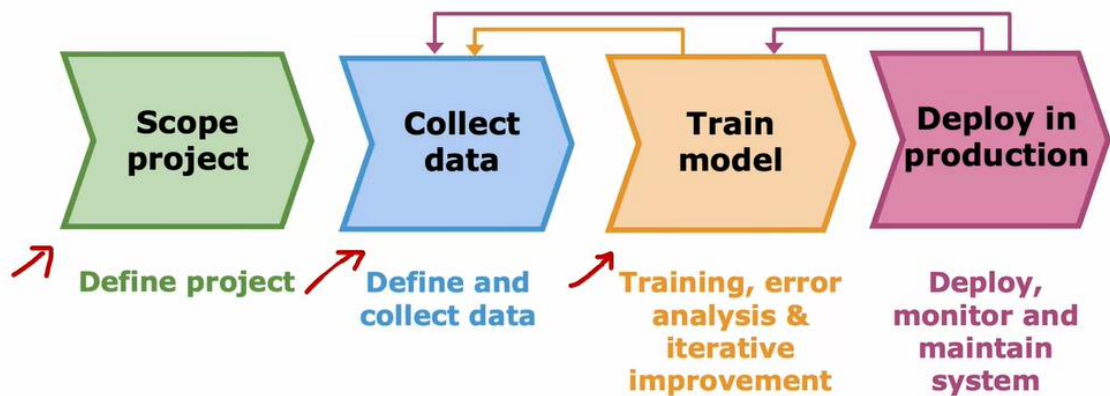 Scope
project
Collect
data
Train
model
Deploy in
production
Define project
Define and
collect data
Training, error
analysis &
iterative
improvement
Deploy,
monitor and
maintain
system